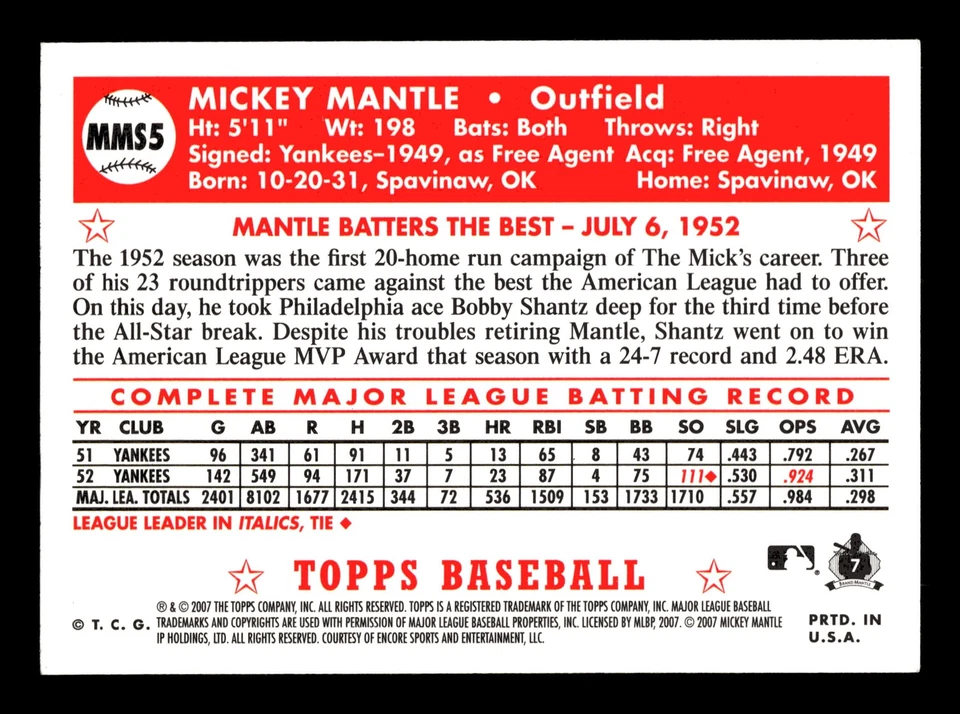 MMS5
MICKEY MANTLE • Outfield
Ht: 5'11" Wt: 198 Bats: Both Throws: Right
Signed: Yankees–1949, as Free Agent Acq: Free Agent, 1949
Born: 10-20-31, Spavinaw, OK Home: Spavinaw, OK
MANTLE BATTERS THE BEST – JULY 6, 1952
The 1952 season was the first 20-home run campaign of The Mick's career. Three
of his 23 roundtrippers came against the best the American League had to offer.
On this day, he took Philadelphia ace Bobby Shantz deep for the third time before
the All-Star break. Despite his troubles retiring Mantle, Shantz went on to win
the American League MVP Award that season with a 24-7 record and 2.48 ERA.
COMPLETE MAJOR LEAGUE BATTING RECORD
YR CLUB G AB R H 2B 3B HR RBI SB BB SO SLG OPS AVG
51 YANKEES 96 341 61 91 11 5 13 65 8 43 74 .443 .792 .267
52 YANKEES 142 549 94 171 37 7 23 87 4 75 111♦ .530 .924 .311
MAJ. LEA. TOTALS 2401 8102 1677 2415 344 72 536 1509 153 1733 1710 .557 .984 .298
LEAGUE LEADER IN ITALICS, TIE ♦
TOPPS BASEBALL
7
® & © 2007 THE TOPPS COMPANY, INC. ALL RIGHTS RESERVED. TOPPS IS A REGISTERED TRADEMARK OF THE TOPPS COMPANY, INC. MAJOR LEAGUE BASEBALL
© T. C. G. TRADEMARKS AND COPYRIGHTS ARE USED WITH PERMISSION OF MAJOR LEAGUE BASEBALL PROPERTIES, INC. LICENSED BY MLBP, 2007. © 2007 MICKEY MANTLE
IP HOLDINGS, LTD. ALL RIGHTS RESERVED. COURTESY OF ENCORE SPORTS AND ENTERTAINMENT, LLC.
PRTD. IN
U.S.A.